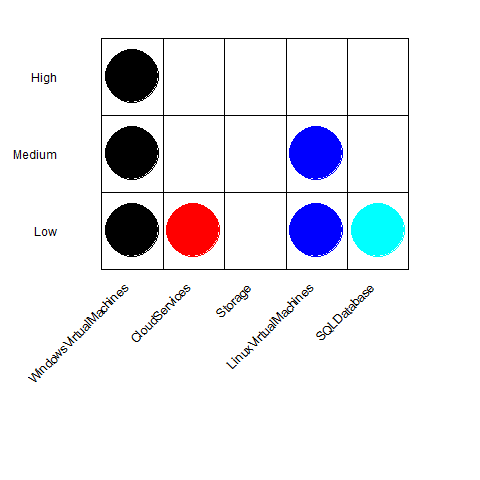 High
Medium
Low
WindowsVirtualMachines
CloudServices
Storage
LinuxVirtualMachines
SQLDatabase